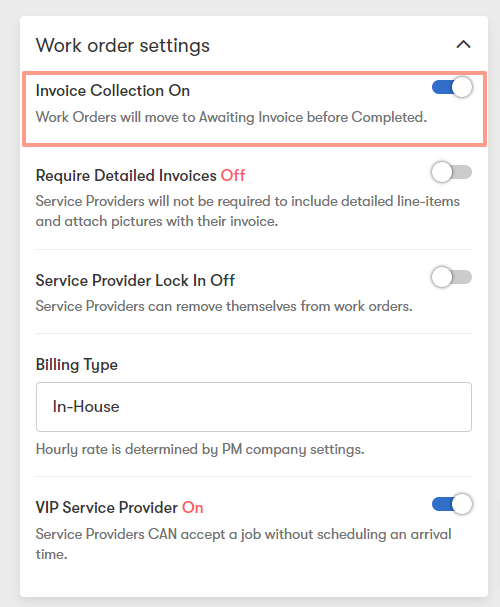 Work order settings
Invoice Collection On
Work Orders will move to Awaiting Invoice before Completed.
Require Detailed Invoices Off
Service Providers will not be required to include detailed line-items
and attach pictures with their invoice.
Service Provider Lock In Off
Service Providers can remove themselves from work orders.
Billing Type
In-House
Hourly rate is determined by PM company settings.
VIP Service Provider On
Service Providers CAN accept a job without scheduling an arrival
time.